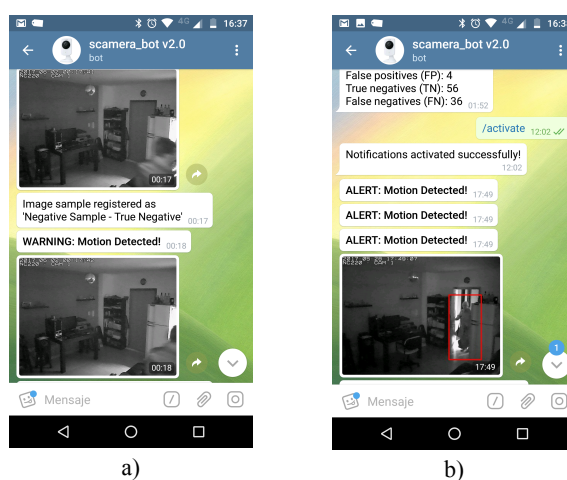 16:37
scamera_bot v2.0
bot
00:17
Image sample registered as
'Negative Sample - True Negative' 00:17
WARNING: Motion Detected! 00:18
00:18
Mensaje
a)
4G 16:38
scamera_bot v2.0
bot
False positives (FP): 4
True negatives (TN): 56
False negatives (FN): 36 01:52
/activate 12:02
Notifications activated successfully!
12:02
ALERT: Motion Detected! 17:49
ALERT: Motion Detected! 17:49
ALERT: Motion Detected! 17:49
17:49
1
Mensaje
b)